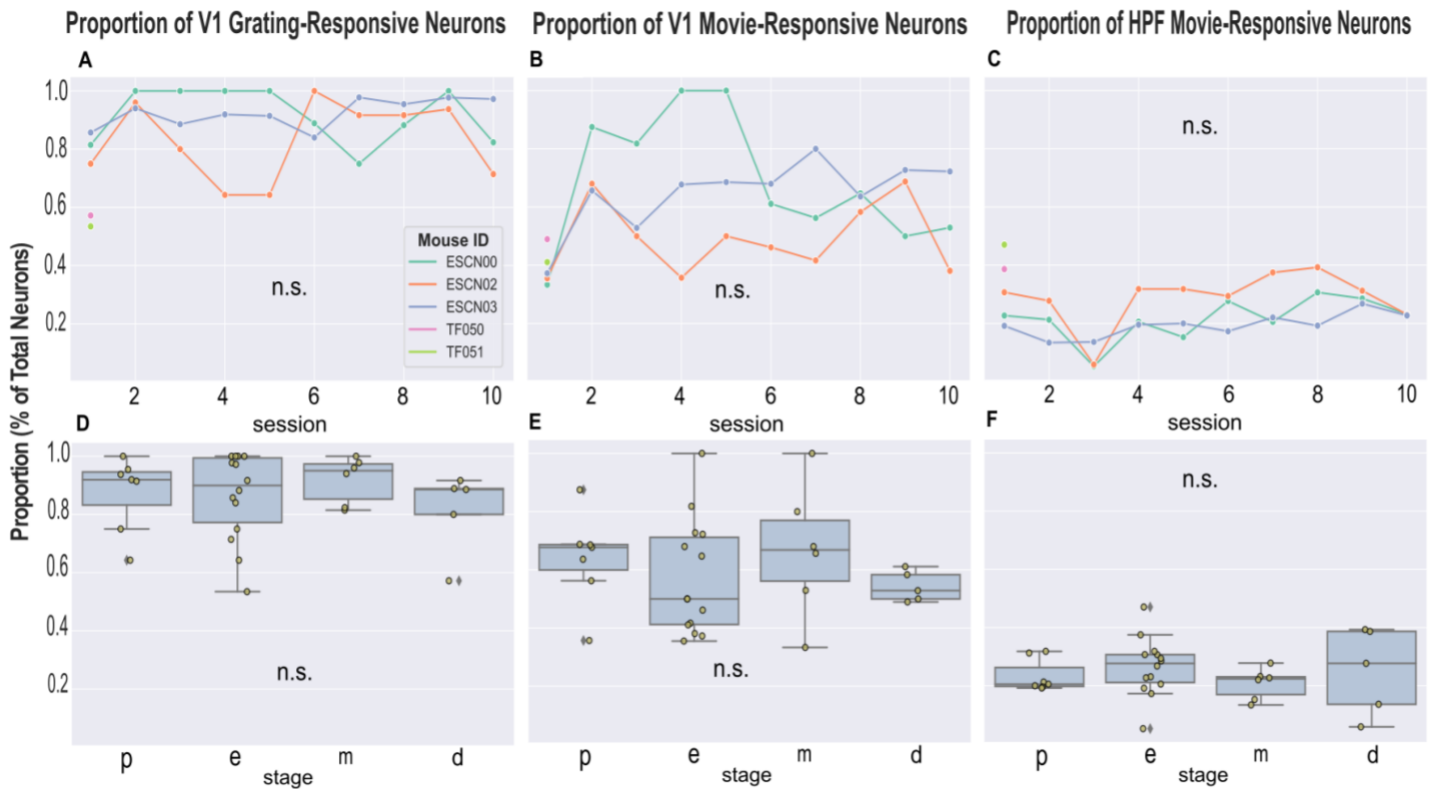 Proportion of V1 Grating-Responsive Neurons
Proportion of V1 Movie-Responsive Neurons
Proportion of HPF Movie-Responsive Neurons
Proportion (% of Total Neurons)
A
1.0
0.8
0.6
0.4
0.2
n.s.
Mouse ID
ESCN00
ESCN02
ESCN03
TF050
TF051
2 4 6 8 10
session
B
n.s.
2 4 6 8 10
session
C
n.s.
2 4 6 8 10
session
D
1.0
0.8
0.6
0.4
0.2
n.s.
p e m d
stage
E
n.s.
p e m d
stage
F
n.s.
p e m d
stage